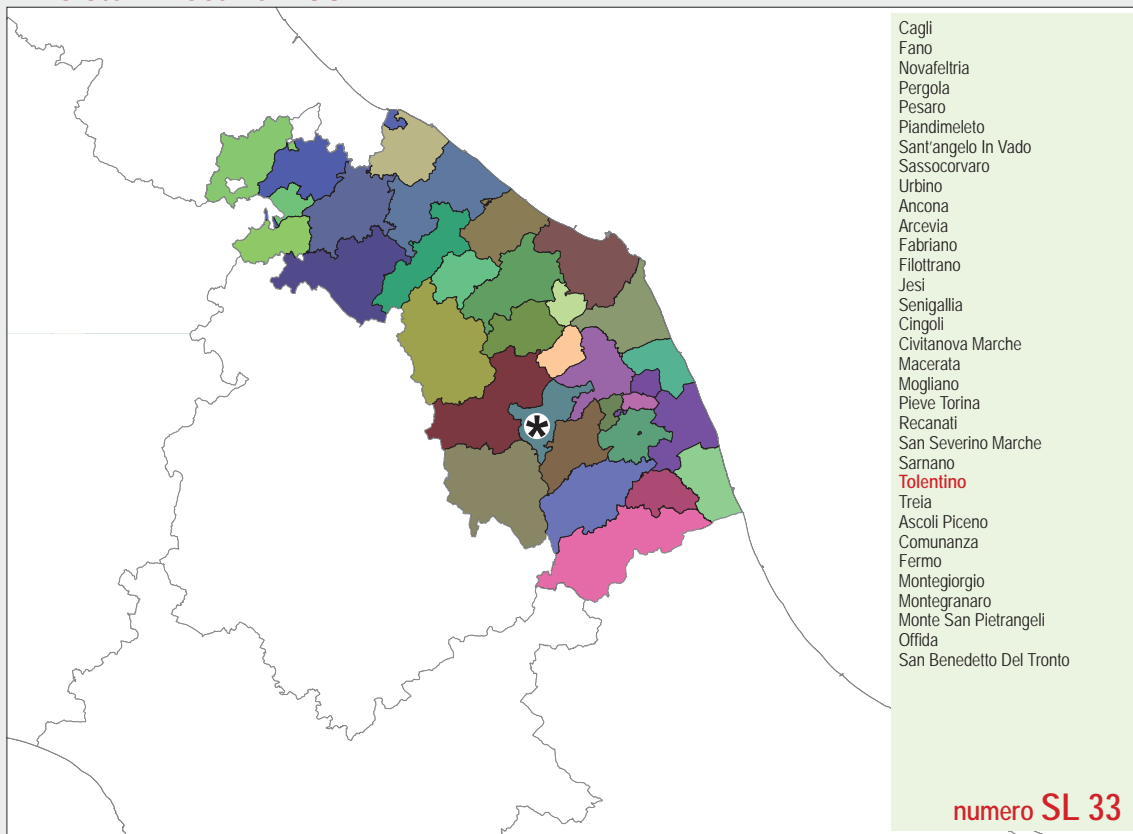 Cagli
Fano
Novafeltria
Pergola
Pesaro
Piandimeleto
Sant'angelo In Vado
Sassocorvaro
Urbino
Ancona
Arcevia
Fabriano
Filottrano
Jesi
Senigallia
Cingoli
Civitanova Marche
Macerata
Mogliano
Pieve Torina
Recanati
San Severino Marche
Sarnano
Tolentino
Treia
Ascoli Piceno
Comunanza
Fermo
Montegiorgio
Montegranaro
Monte San Pietrangeli
Offida
San Benedetto Del Tronto
numero SL 33